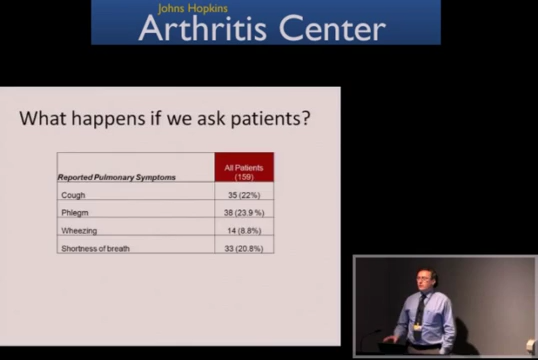 Johns Hopkins
Arthritis Center
What happens if we ask patients?
Reported Pulmonary Symptoms
All Patients
(159)
Cough 35 (22%)
Phlegm 38 (23.9 %)
Wheezing 14 (8.8%)
Shortness of breath 33 (20.8%)